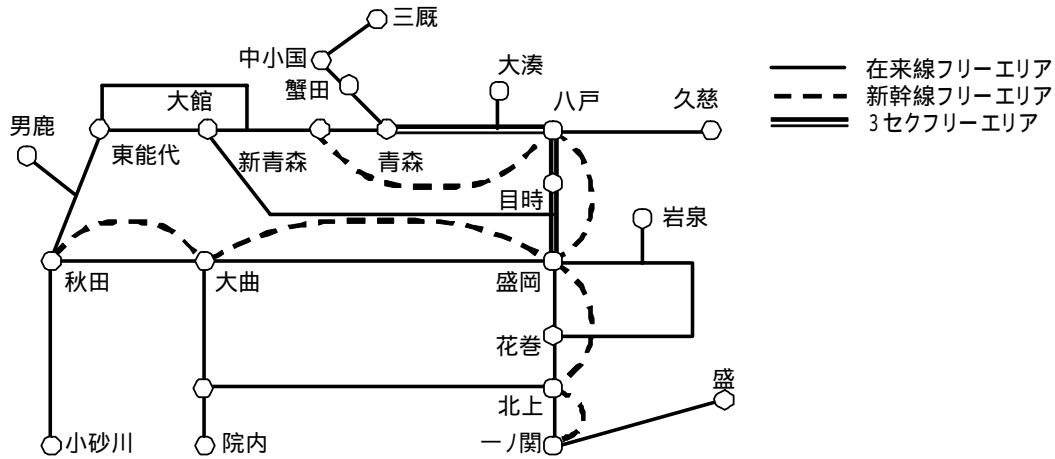 三厩
中小国
大湊
在来線フリーエリア
蟹田
八戸
久慈
新幹線フリーエリア
大館
3セクフリーエリア
男鹿
東能代
新青森
青森
目時
岩泉
秋田
大曲
盛岡
花巻
盛
北上
小砂川
院内
一ノ関